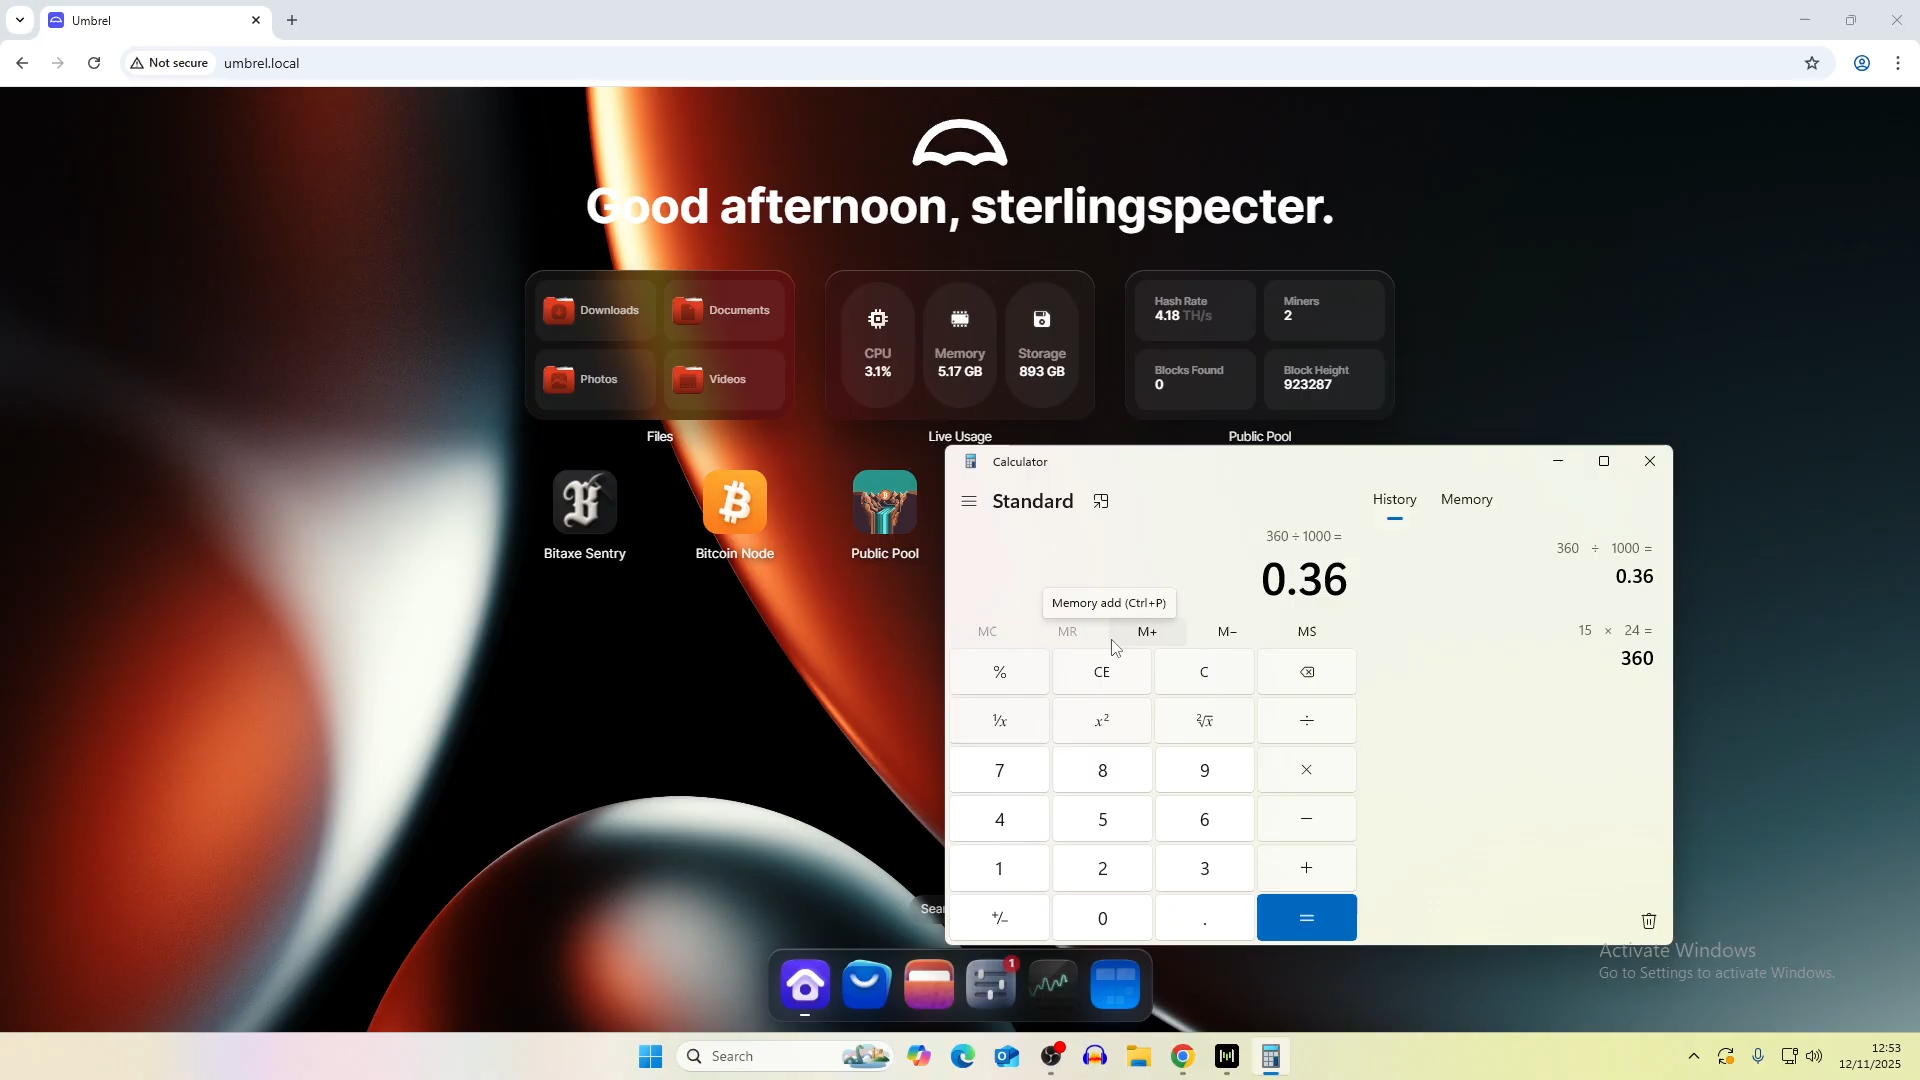 Umbrel
Not secure
umbrel.local
Good afternoon, sterlingspecter.
Downloads
Documents
Photos
Videos
Files
CPU
3.1%
Memory
5.17 GB
Storage
893 GB
Live Usage
Hash Rate
4.18 TH/s
Miners
2
Blocks Found
0
Block Height
923287
Public Pool
Bitaxe Sentry
Bitcoin Node
Public Pool
Calculator
Standard
History
Memory
360 ÷ 1000 =
0.36
360 ÷ 1000 =
0.36
15 × 24 =
360
Memory add (Ctrl+P)
MC
MR
M+
M−
MS
%
CE
C
⅟x
x²
²√x
÷
7
8
9
×
4
5
6
−
1
2
3
+
+/−
0
.
=
Sear
1
Activate Windows
Go to Settings to activate Windows.
Search
12:53
12/11/2025